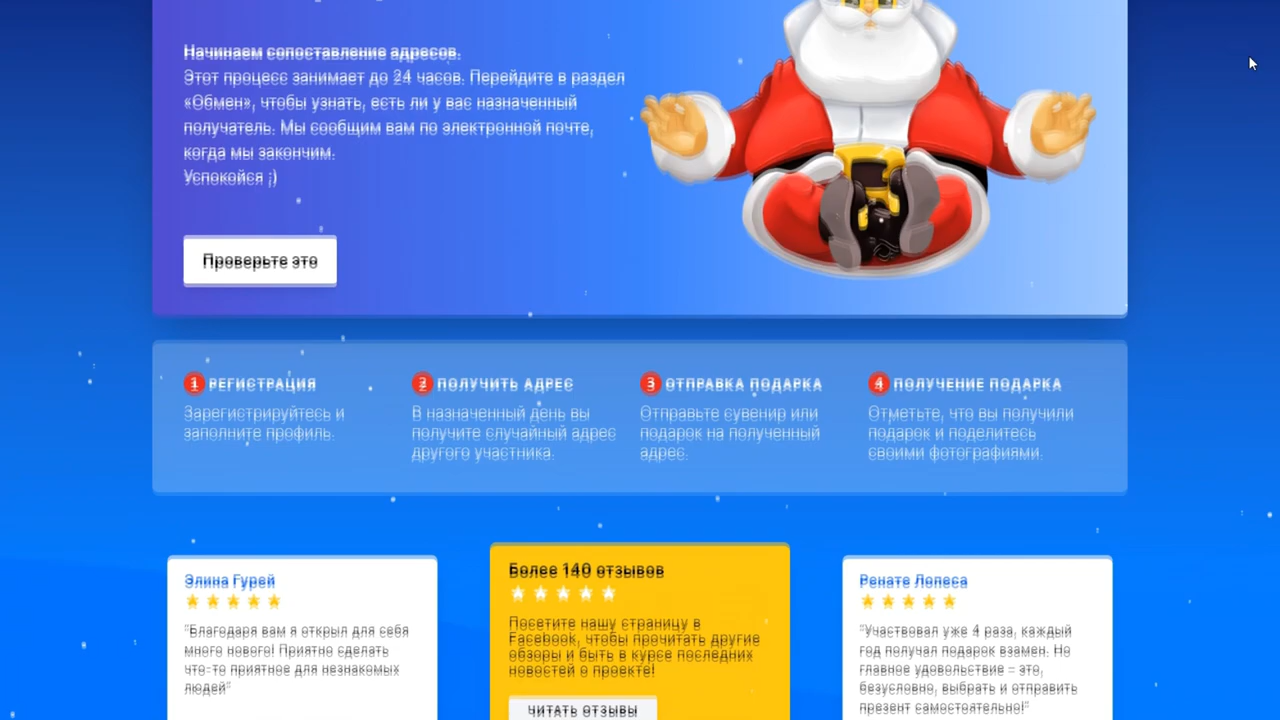 Начинаем сопоставление адресов.
Этот процесс занимает до 24 часов. Перейдите в раздел
«Обмен», чтобы узнать, есть ли у вас назначенный
получатель. Мы сообщим вам по электронной почте,
когда мы закончим.
Успокойся ;)
Проверьте это
1 РЕГИСТРАЦИЯ
Зарегистрируйтесь и
заполните профиль.
2 ПОЛУЧИТЬ АДРЕС
В назначенный день вы
получите случайный адрес
другого участника.
3 ОТПРАВКА ПОДАРКА
Отправьте сувенир или
подарок на полученный
адрес.
4 ПОЛУЧЕНИЕ ПОДАРКА
Отметьте, что вы получили
подарок и поделитесь
своими фотографиями.
Элина Гурей
"Благодаря вам я открыл для себя
много нового! Приятно сделать
что-то приятное для незнакомых
людей"
Более 140 отзывов
Посетите нашу страницу в
Facebook, чтобы прочитать другие
обзоры и быть в курсе последних
новостей о проекте!
ЧИТАТЬ ОТЗЫВЫ
Ренате Лопеса
"Участвовал уже 4 раза, каждый
год получал подарок взамен. Но
главное удовольствие – это,
безусловно, выбрать и отправить
презент самостоятельно!"